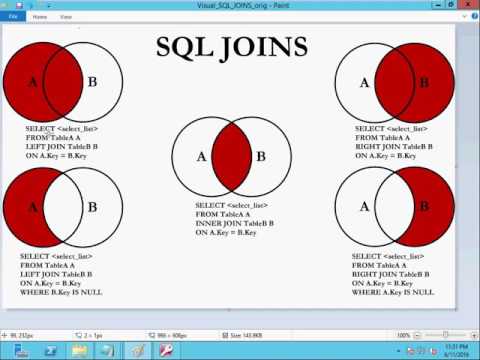 Visual_SQL_JOINS_orig - Paint
File
Home
View
SQL JOINS
A
B
SELECT <select_list>
FROM TableA A
LEFT JOIN TableB B
ON A.Key = B.Key
A
B
SELECT <select_list>
FROM TableA A
RIGHT JOIN TableB B
ON A.Key = B.Key
A
B
SELECT <select_list>
FROM TableA A
INNER JOIN TableB B
ON A.Key = B.Key
A
B
SELECT <select_list>
FROM TableA A
LEFT JOIN TableB B
ON A.Key = B.Key
WHERE B.Key IS NULL
A
B
SELECT <select_list>
FROM TableA A
RIGHT JOIN TableB B
ON A.Key = B.Key
WHERE A.Key IS NULL
99, 252px
2 × 1px
966 × 606px
Size: 143.9KB
100%
11:31 PM
6/11/2016